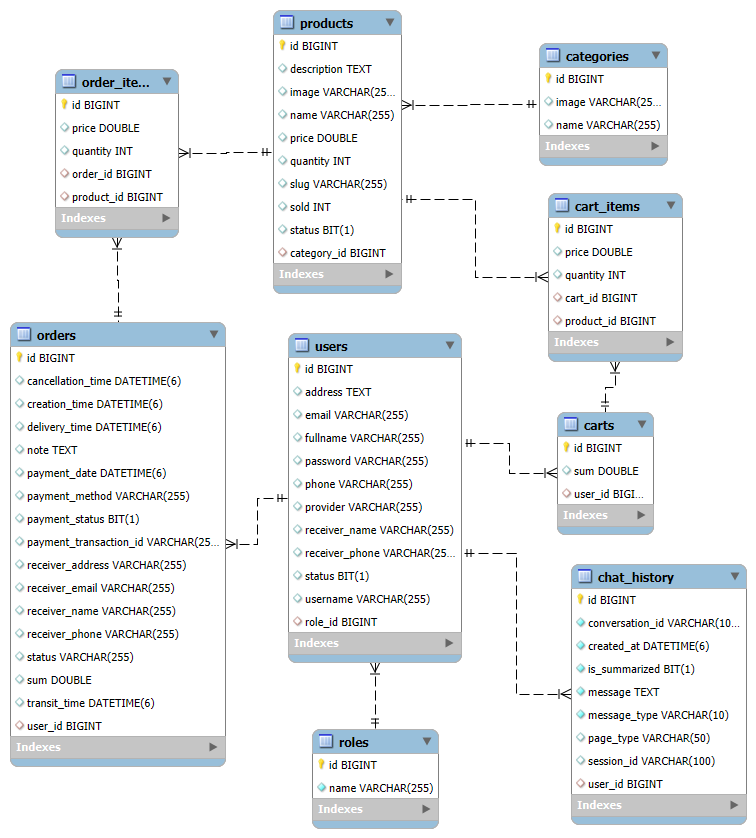 products
id BIGINT
description TEXT
image VARCHAR(25...
name VARCHAR(255)
price DOUBLE
quantity INT
slug VARCHAR(255)
sold INT
status BIT(1)
category_id BIGINT
Indexes
categories
id BIGINT
image VARCHAR(25...
name VARCHAR(255)
Indexes
order_ite...
id BIGINT
price DOUBLE
quantity INT
order_id BIGINT
product_id BIGINT
Indexes
cart_items
id BIGINT
price DOUBLE
quantity INT
cart_id BIGINT
product_id BIGINT
Indexes
orders
id BIGINT
cancellation_time DATETIME(6)
creation_time DATETIME(6)
delivery_time DATETIME(6)
note TEXT
payment_date DATETIME(6)
payment_method VARCHAR(255)
payment_status BIT(1)
payment_transaction_id VARCHAR(25...
receiver_address VARCHAR(255)
receiver_email VARCHAR(255)
receiver_name VARCHAR(255)
receiver_phone VARCHAR(255)
status VARCHAR(255)
sum DOUBLE
transit_time DATETIME(6)
user_id BIGINT
Indexes
users
id BIGINT
address TEXT
email VARCHAR(255)
fullname VARCHAR(255)
password VARCHAR(255)
phone VARCHAR(255)
provider VARCHAR(255)
receiver_name VARCHAR(255)
receiver_phone VARCHAR(25...
status BIT(1)
username VARCHAR(255)
role_id BIGINT
Indexes
carts
id BIGINT
sum DOUBLE
user_id BIGI...
Indexes
chat_history
id BIGINT
conversation_id VARCHAR(10...
created_at DATETIME(6)
is_summarized BIT(1)
message TEXT
message_type VARCHAR(10)
page_type VARCHAR(50)
session_id VARCHAR(100)
user_id BIGINT
Indexes
roles
id BIGINT
name VARCHAR(255)
Indexes